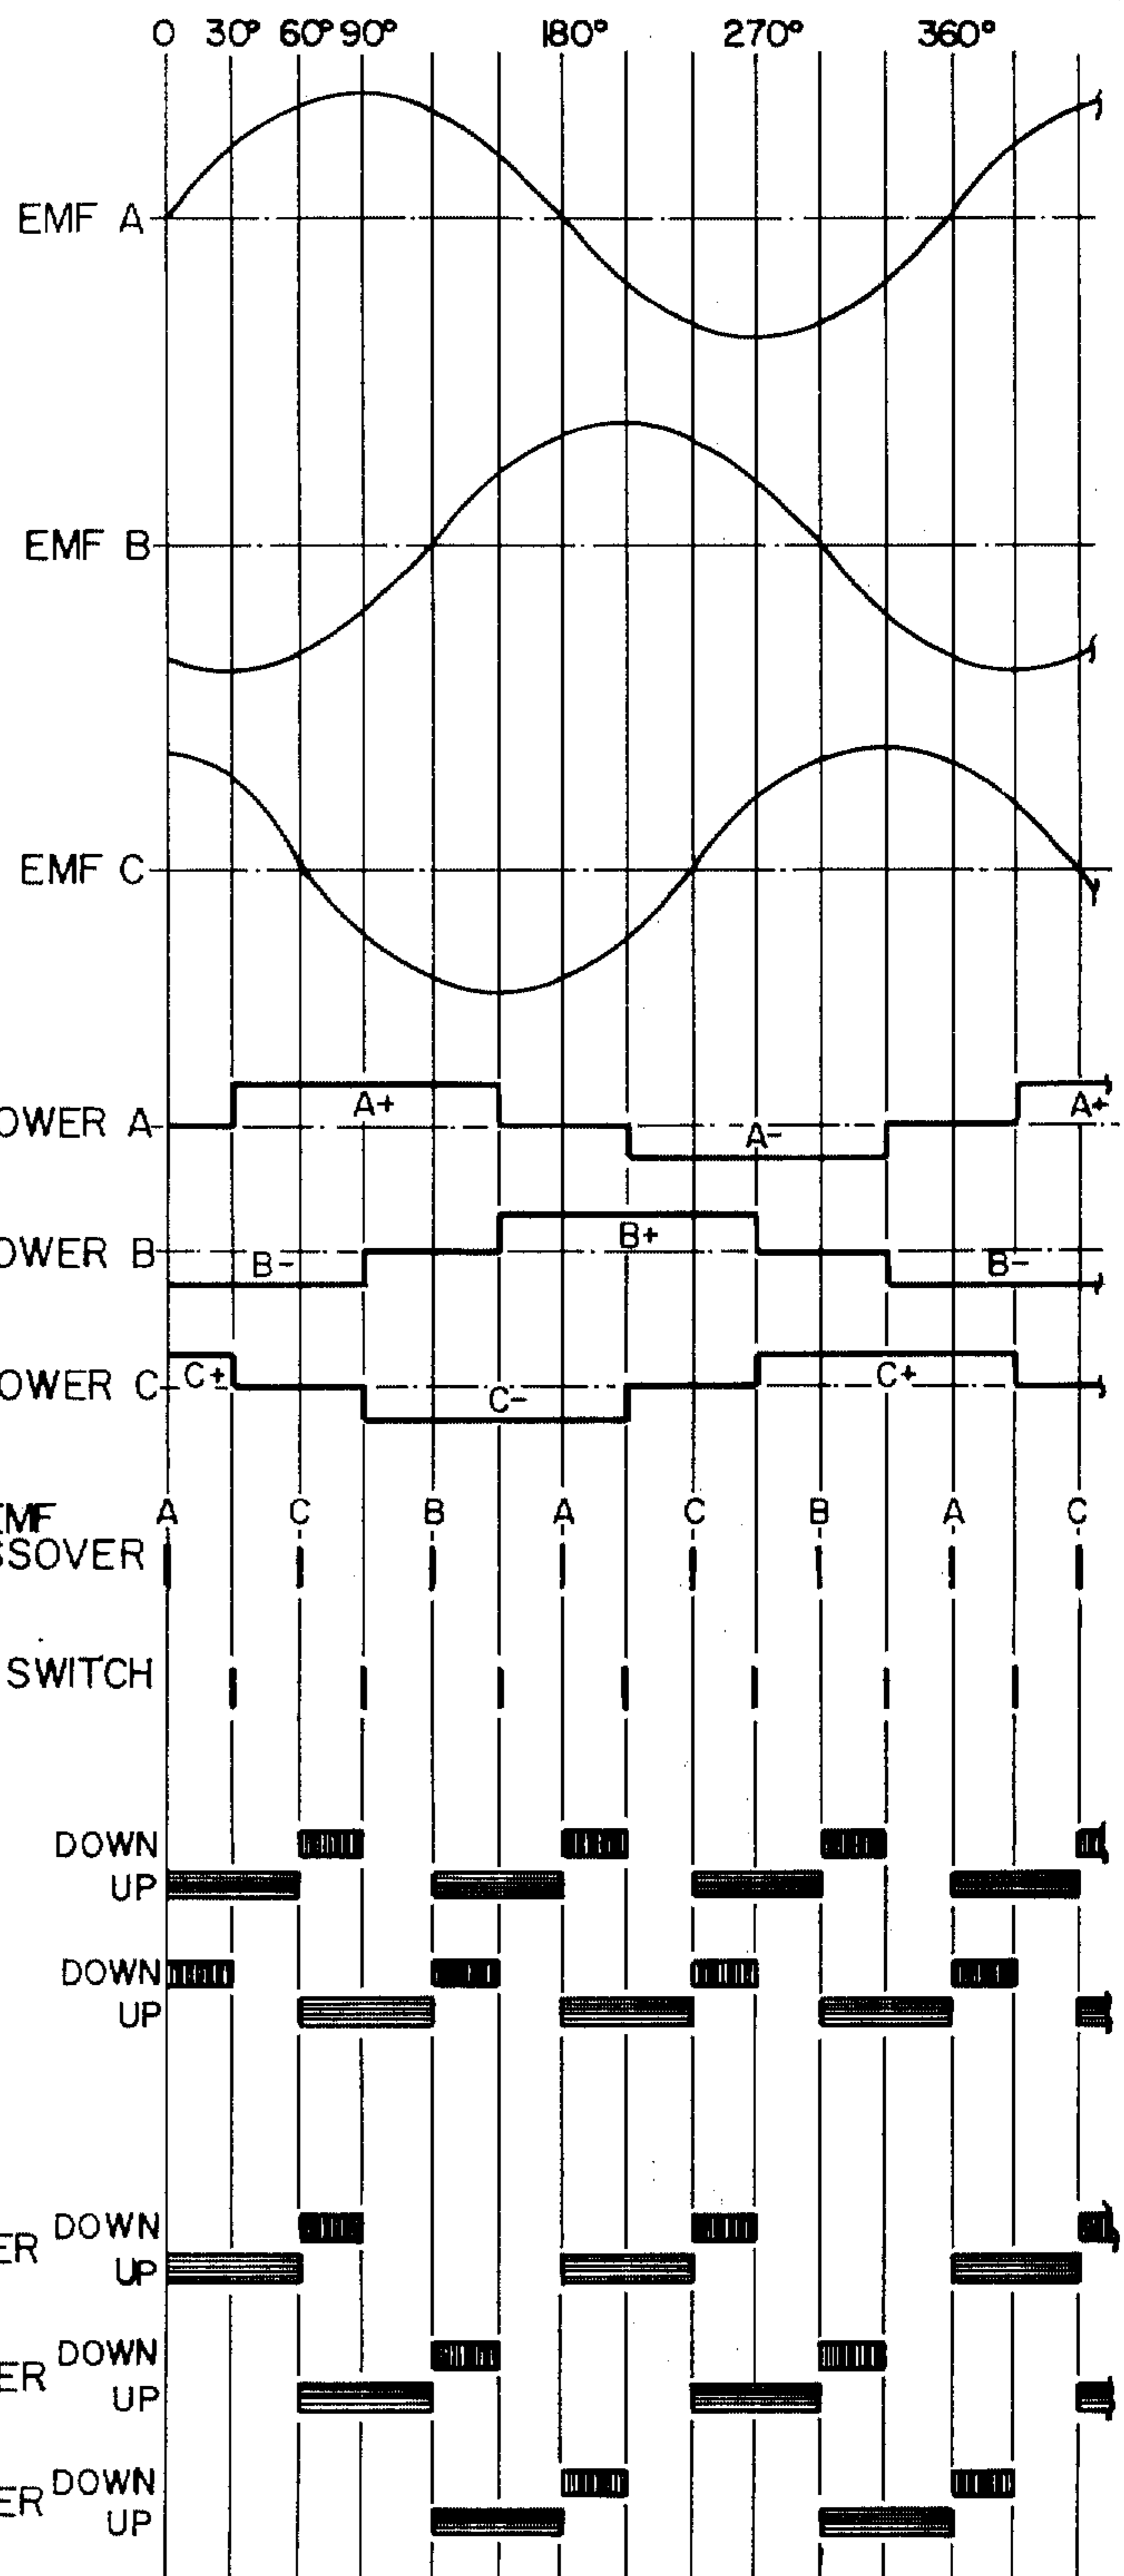 0 30° 60° 90° 180° 270° 360°
EMF A
EMF B
EMF C
OWER A A+ A- A+
OWER B B- B+ B-
OWER C C+ C- C+
A C B A C B A C
EMF
SSOVER
SWITCH
DOWN
UP
DOWN
UP
DOWN
ER
UP
DOWN
ER
UP
DOWN
ER
UP